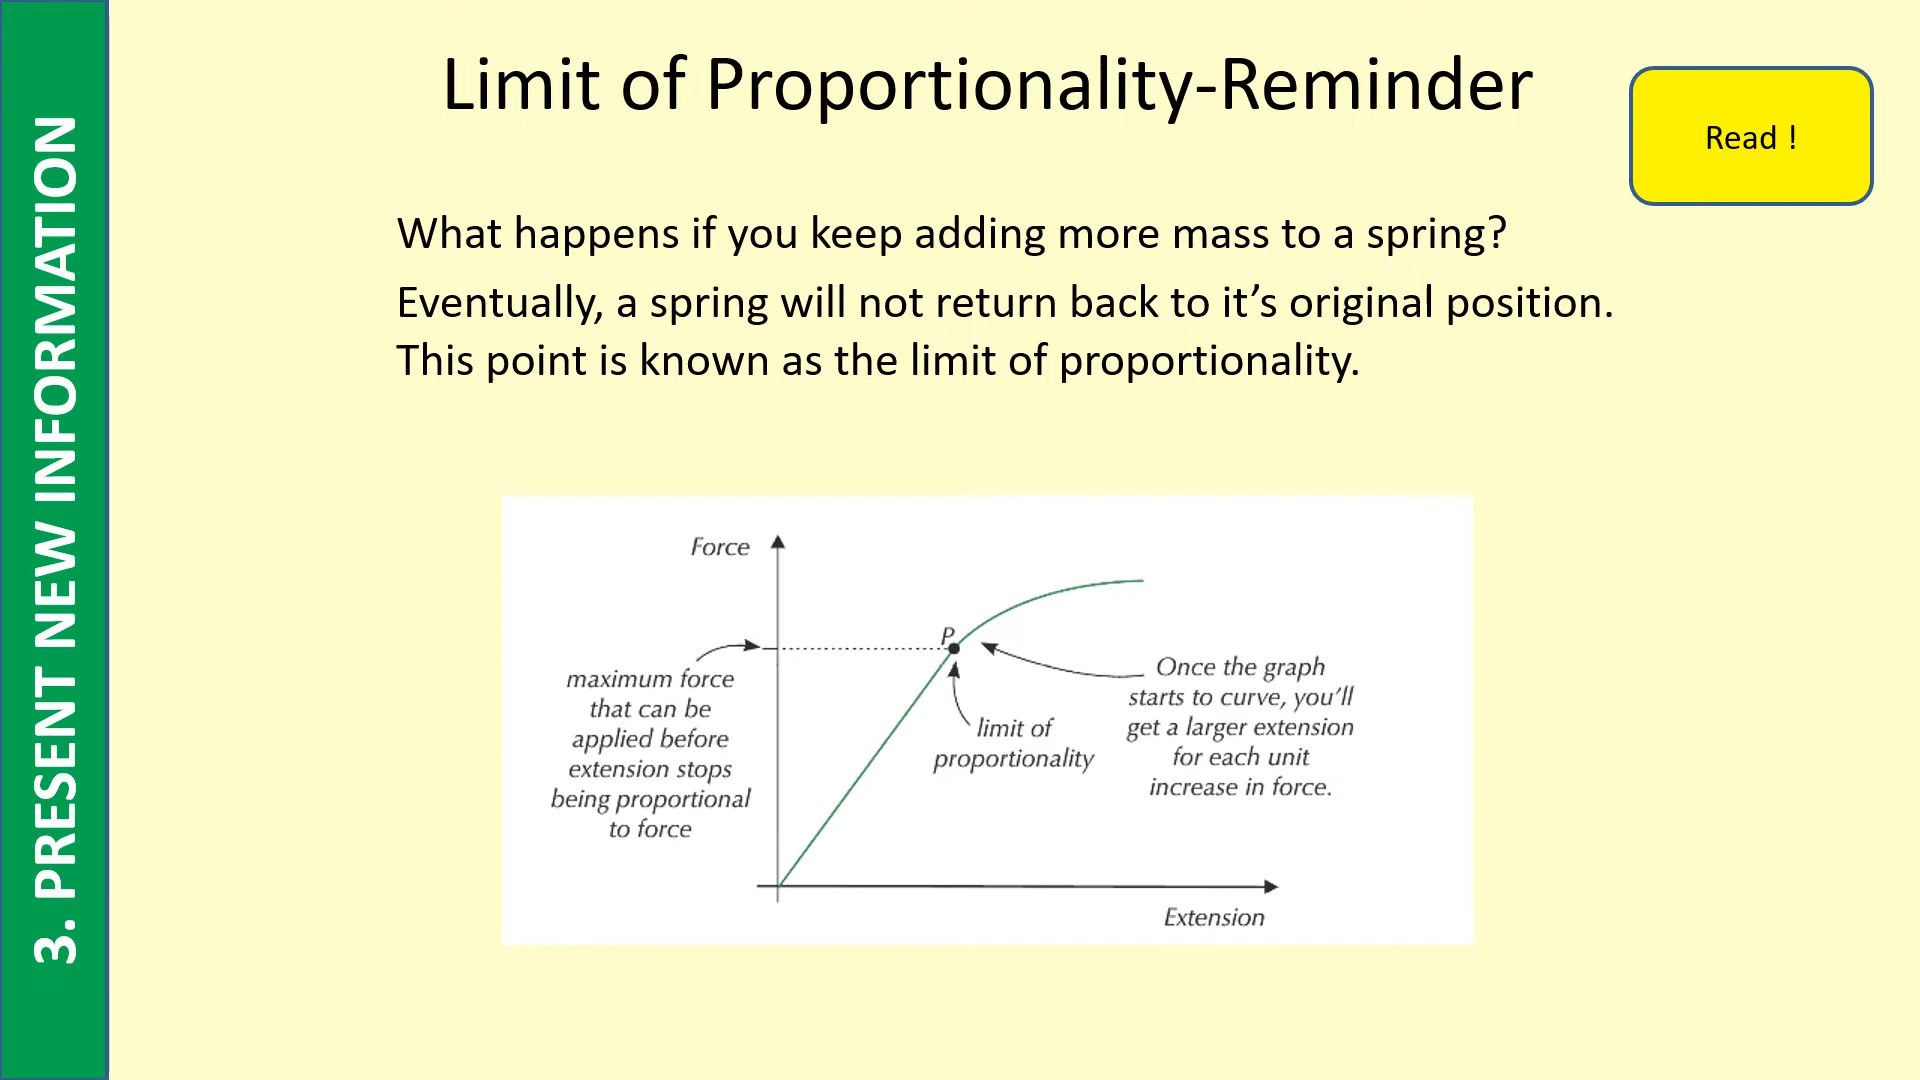 3. PRESENT NEW INFORMATION
Limit of Proportionality-Reminder
Read !
What happens if you keep adding more mass to a spring?
Eventually, a spring will not return back to it’s original position.
This point is known as the limit of proportionality.
Force
P
maximum force
that can be
applied before
extension stops
being proportional
to force
limit of
proportionality
Once the graph
starts to curve, you’ll
get a larger extension
for each unit
increase in force.
Extension